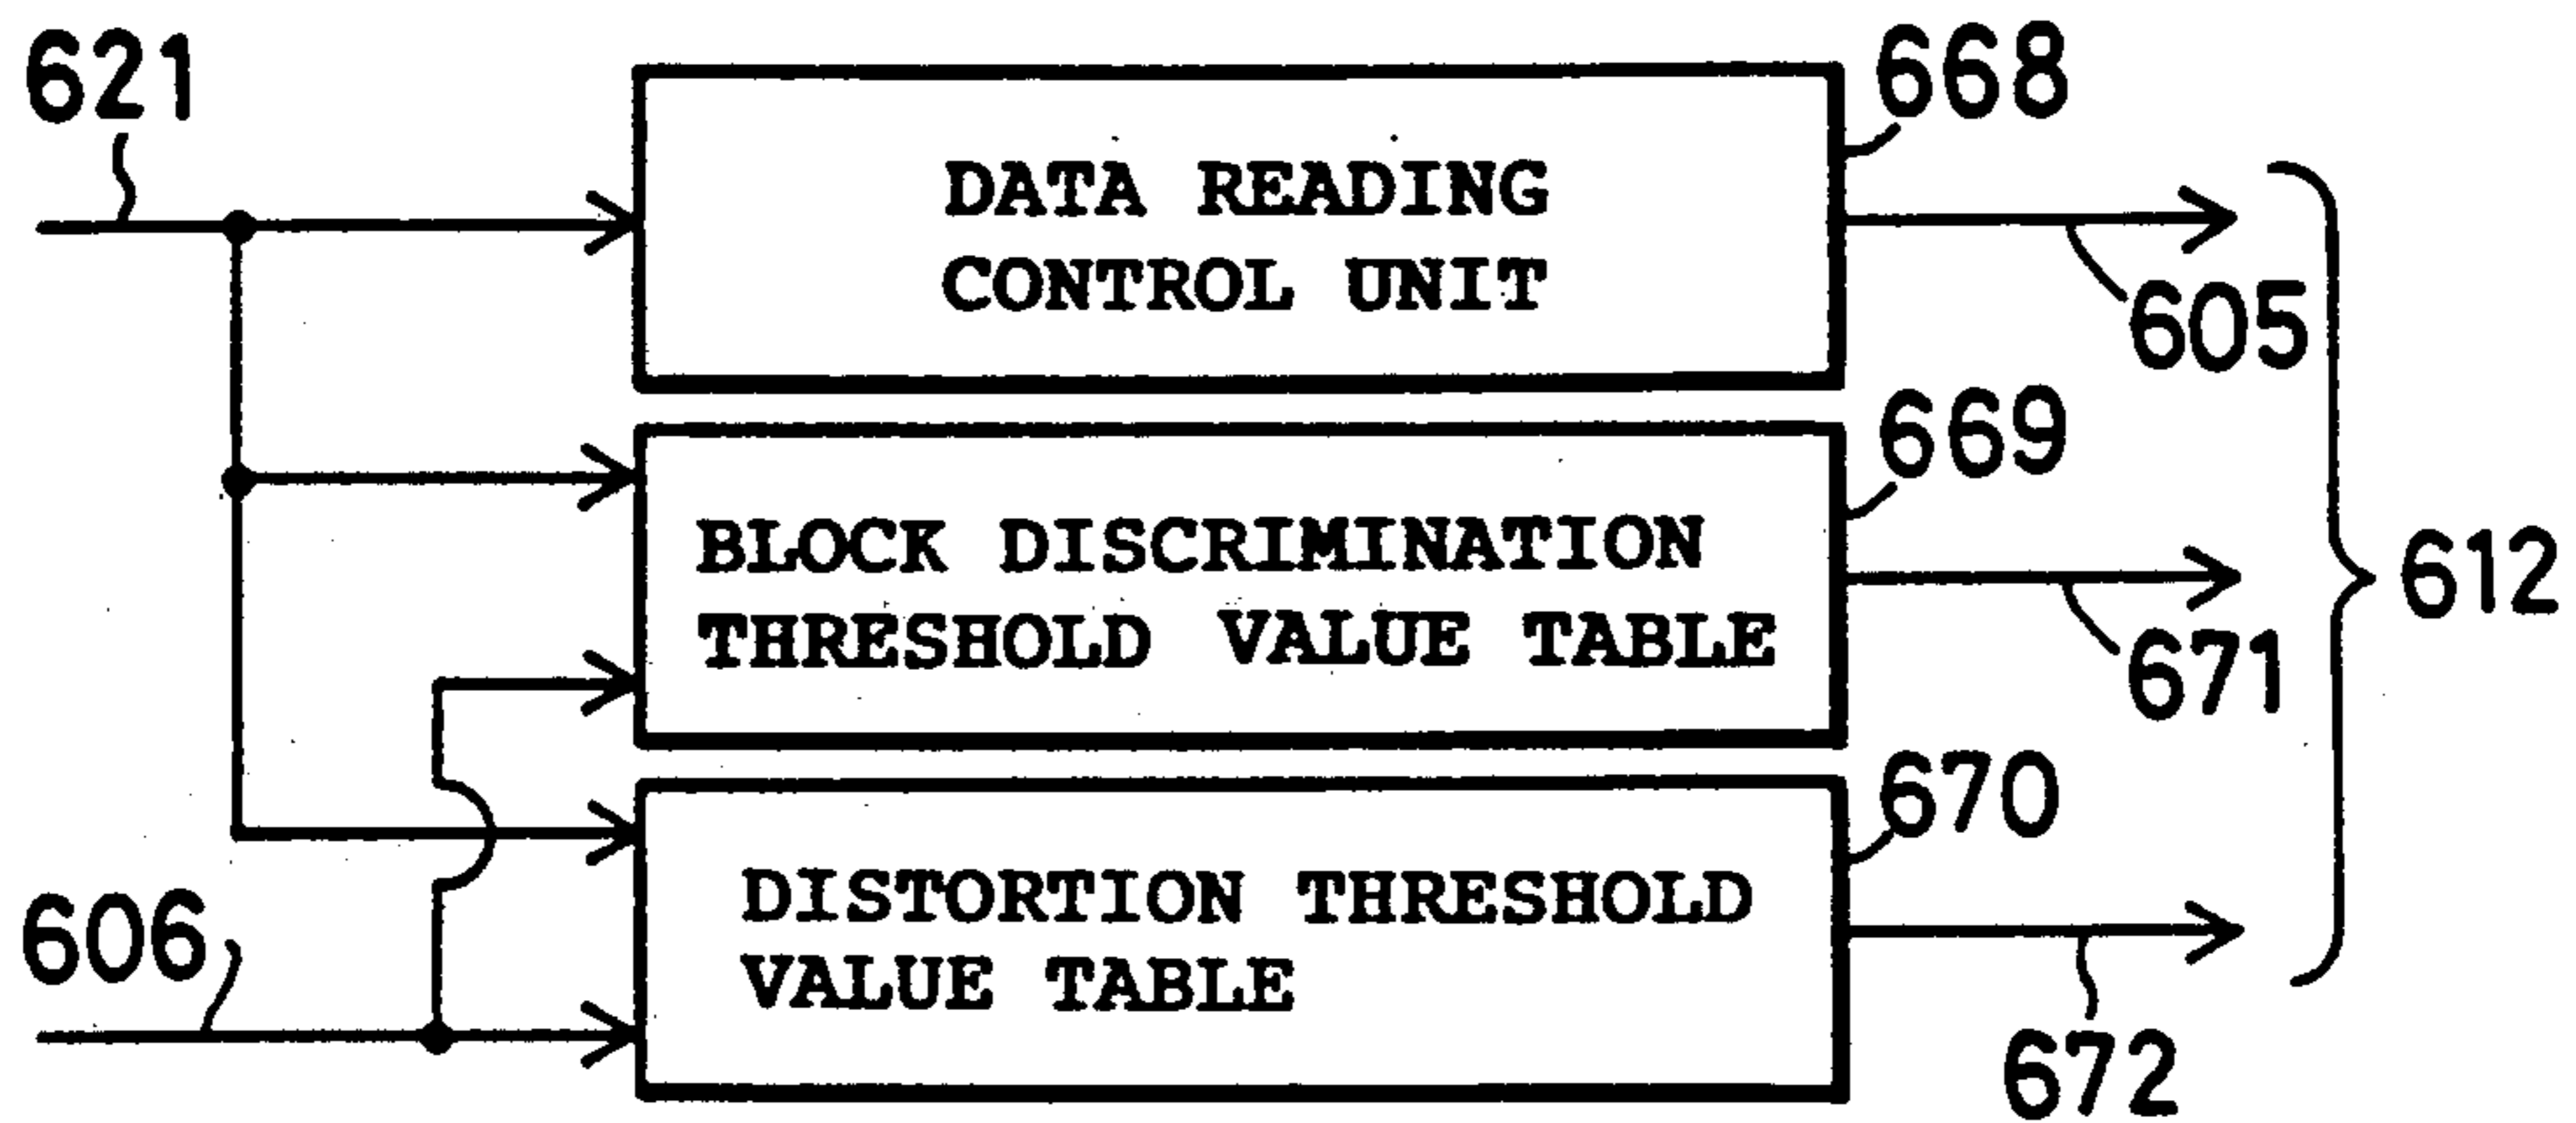 621
668
DATA READING
CONTROL UNIT
605
669
BLOCK DISCRIMINATION
THRESHOLD VALUE TABLE
671
612
670
DISTORTION THRESHOLD
VALUE TABLE
606
672